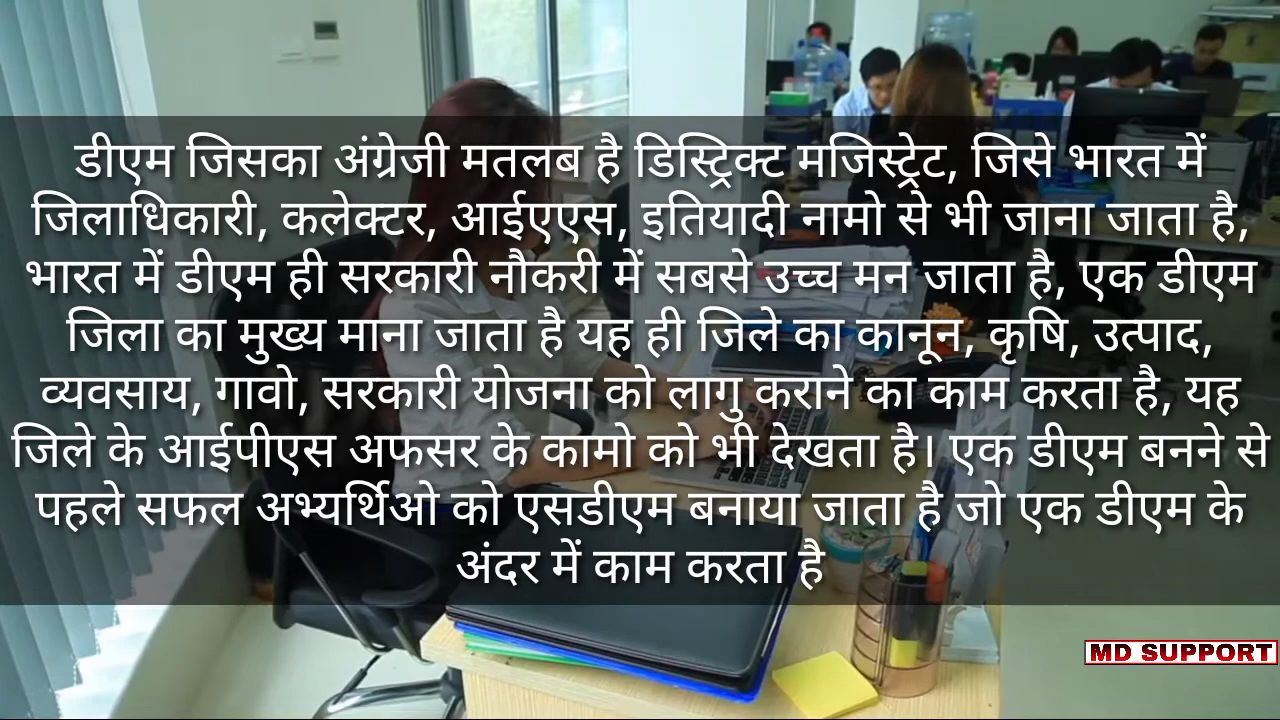 डीएम जिसका अंग्रेजी मतलब है डिस्ट्रिक्ट मजिस्ट्रेट, जिसे भारत में
जिलाधिकारी, कलेक्टर, आईएएस, इतियादी नामो से भी जाना जाता है,
भारत में डीएम ही सरकारी नौकरी में सबसे उच्च मन जाता है, एक डीएम
जिला का मुख्य माना जाता है यह ही जिले का कानून, कृषि, उत्पाद,
व्यवसाय, गावो, सरकारी योजना को लागु कराने का काम करता है, यह
जिले के आईपीएस अफसर के कामो को भी देखता है। एक डीएम बनने से
पहले सफल अभ्यर्थिओ को एसडीएम बनाया जाता है जो एक डीएम के
अंदर में काम करता है
MD SUPPORT